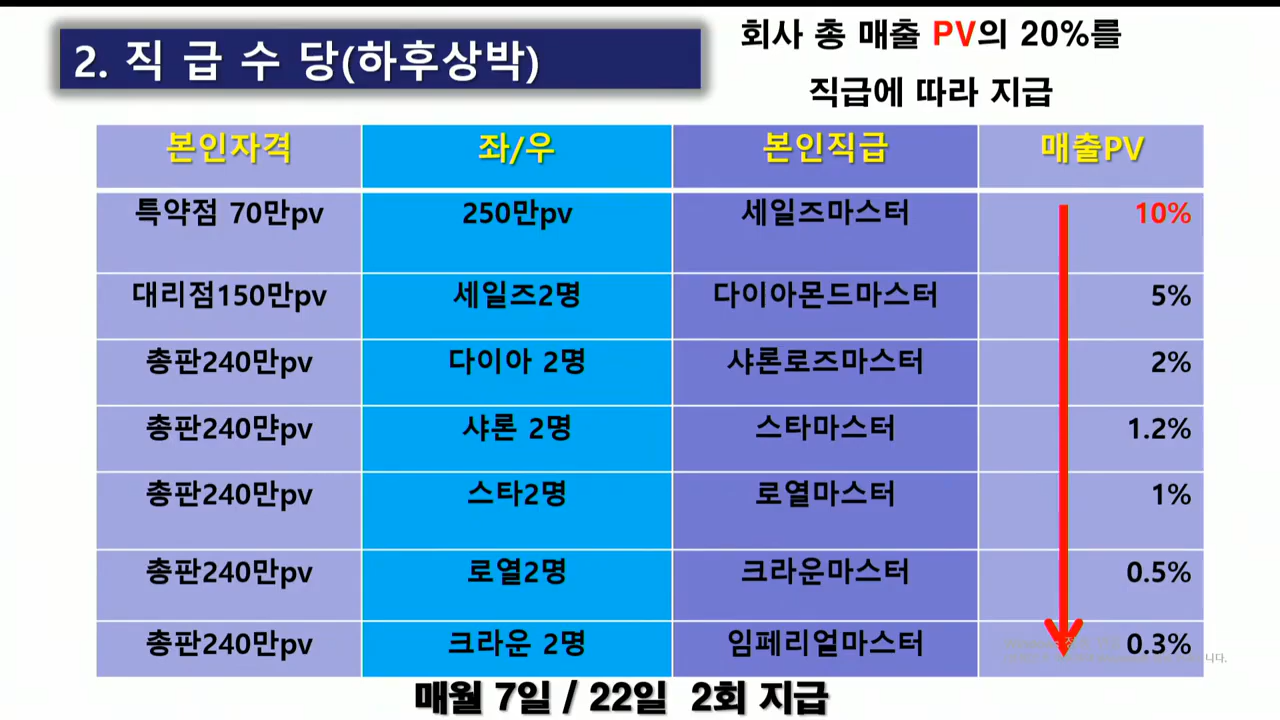 2. 직 급 수 당(하후상박)
회사 총 매출 PV의 20%를
직급에 따라 지급
본인자격 좌/우 본인직급 매출PV
특약점 70만pv 250만pv 세일즈마스터 10%
대리점150만pv 세일즈2명 다이아몬드마스터 5%
총판240만pv 다이아 2명 샤론로즈마스터 2%
총판240만pv 샤론 2명 스타마스터 1.2%
총판240만pv 스타2명 로열마스터 1%
총판240만pv 로열2명 크라운마스터 0.5%
총판240만pv 크라운 2명 임페리얼마스터 0.3%
매월 7일 / 22일 2회 지급